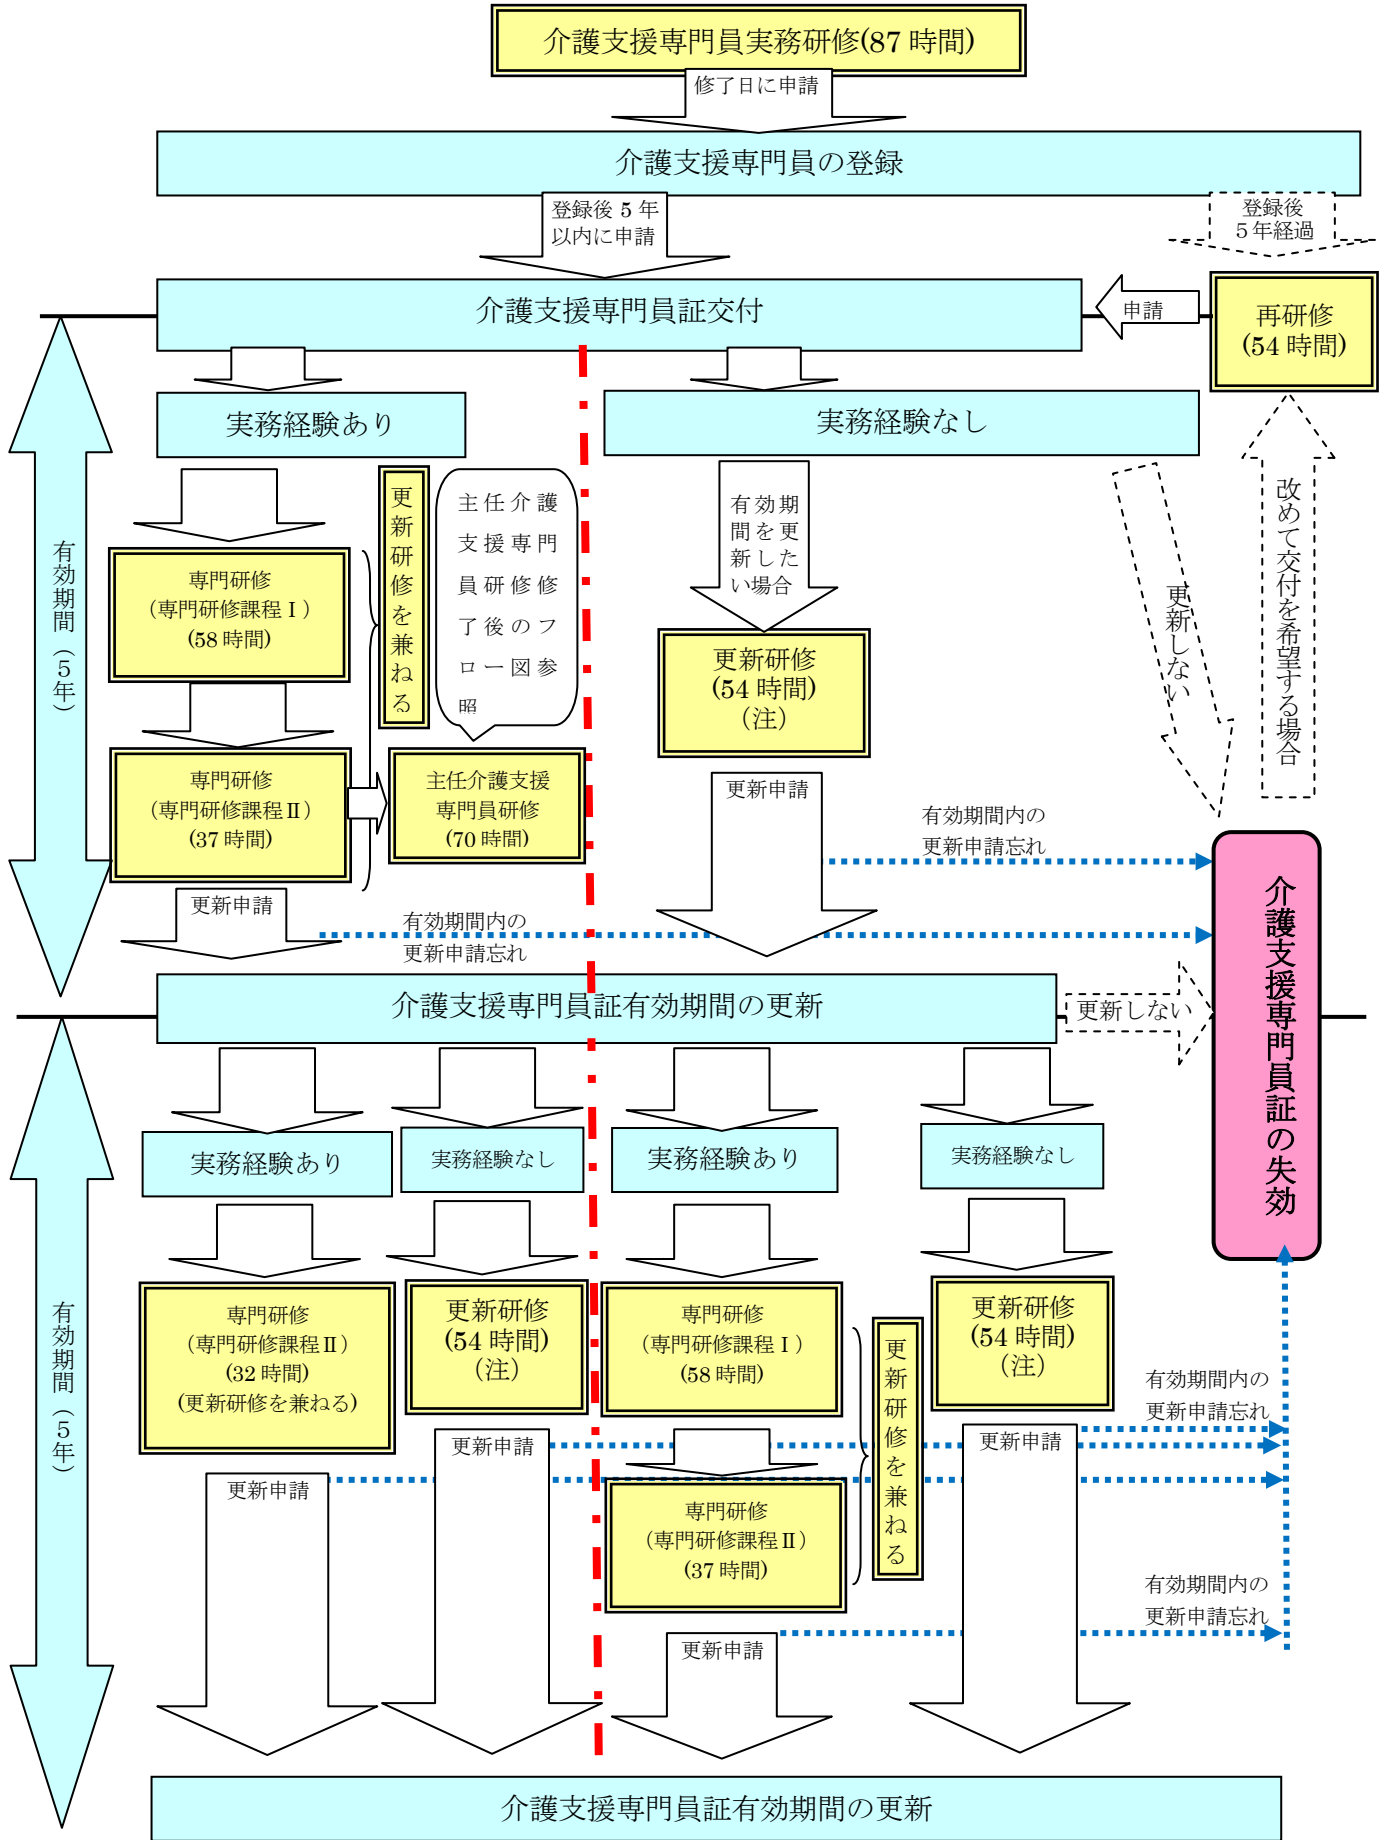 介護支援専門員実務研修(87 時間)
修了日に申請
介護支援専門員の登録
登録後 5 年
以内に申請
登録後
５年経過
介護支援専門員証交付
申請
再研修
(54 時間)
実務経験あり
実務経験なし
有効期間（５年）
更新研修を兼ねる
主任介護
支援専門
員研修修
了後のフ
ロー図参
照
有効期
間を更
新した
い場合
更新しない
改めて交付を希望する場合
専門研修
（専門研修課程Ⅰ）
(58 時間)
更新研修
(54 時間)
（注）
専門研修
（専門研修課程Ⅱ）
(37 時間)
主任介護支援
専門員研修
(70 時間)
更新申請
有効期間内の
更新申請忘れ
更新申請
有効期間内の
更新申請忘れ
介護支援専門員証の失効
介護支援専門員証有効期間の更新
更新しない
実務経験あり
実務経験なし
実務経験あり
実務経験なし
有効期間（５年）
専門研修
（専門研修課程Ⅱ）
(32 時間)
(更新研修を兼ねる)
更新研修
(54 時間)
（注）
専門研修
（専門研修課程Ⅰ）
(58 時間)
更新研修を兼ねる
更新研修
(54 時間)
（注）
有効期間内の
更新申請忘れ
更新申請
更新申請
更新申請
専門研修
（専門研修課程Ⅱ）
(37 時間)
有効期間内の
更新申請忘れ
更新申請
介護支援専門員証有効期間の更新